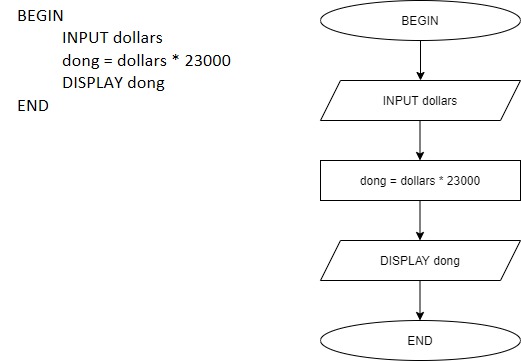 BEGIN
INPUT dollars
dong = dollars * 23000
DISPLAY dong
END
BEGIN
INPUT dollars
dong = dollars * 23000
DISPLAY dong
END